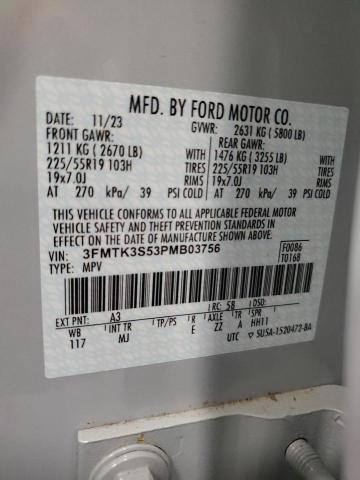 MFD. BY FORD MOTOR CO.
DATE: 11/23 GVWR: 2631 KG ( 5800 LB)
FRONT GAWR: REAR GAWR:
1211 KG ( 2670 LB) WITH 1476 KG ( 3255 LB) WITH
225/55R19 103H TIRES 225/55R19 103H TIRES
19x7.0J RIMS 19x7.0J RIMS
AT 270 kPa/ 39 PSI COLD AT 270 kPa/ 39 PSI COLD
THIS VEHICLE CONFORMS TO ALL APPLICABLE FEDERAL MOTOR
VEHICLE SAFETY AND THEFT PREVENTION STANDARDS IN
EFFECT ON THE DATE OF MANUFACTURE SHOWN ABOVE.
VIN: 3FMTK3S53PMB03756 F0086
TYPE: MPV T0168
EXT PNT: A3 RC: 58 DSO:
WB INT TR TP/PS R AXLE TR SPR
117 MJ E ZZ A HH11
UTC 5U5A-1520472-BA